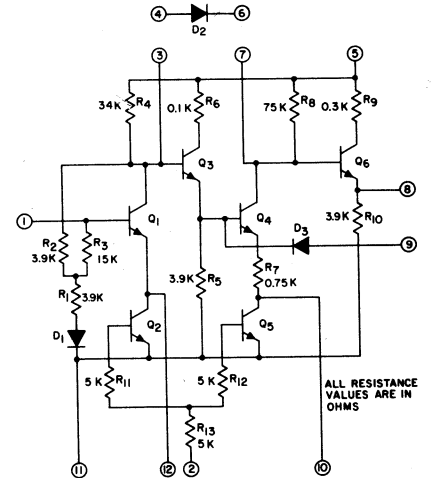 4
6
D2
3
7
5
34K
R4
0.1K
R6
75K
R8
0.3K
R9
Q3
Q6
8
1
Q1
Q4
3.9K
R10
D3
9
R2
3.9K
R3
15K
R5
3.9K
R7
0.75K
R1
3.9K
D1
Q2
Q5
5K
R11
5K
R12
ALL RESISTANCE
VALUES ARE IN
OHMS
R13
5K
11
12
2
10